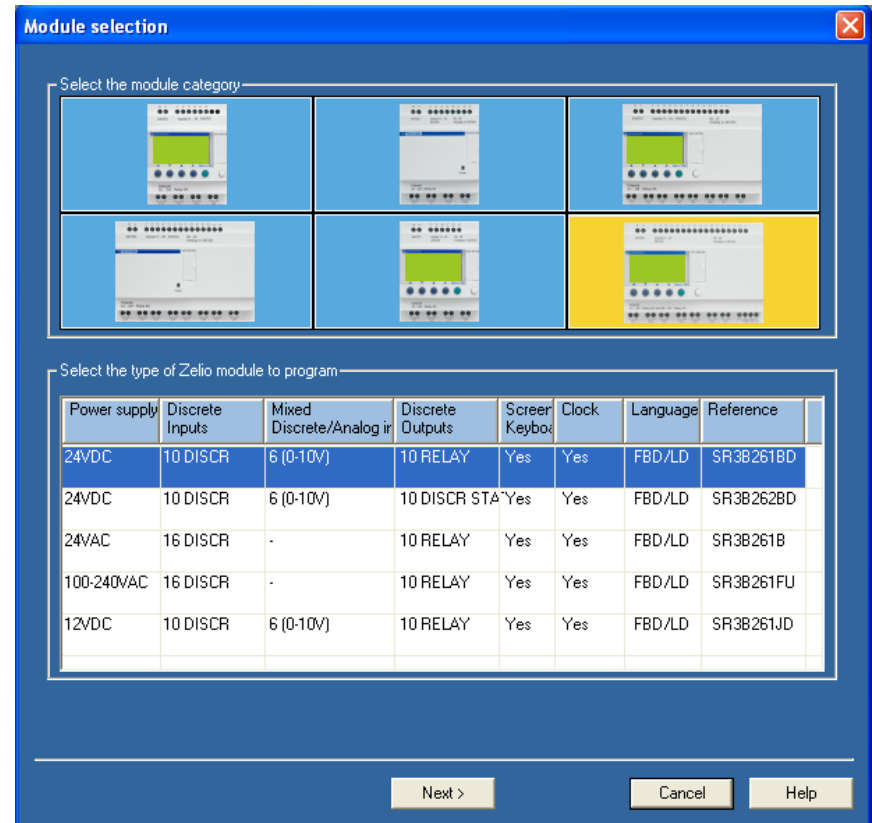 Module selection
Select the module category
Select the type of Zelio module to program
Power supply Discrete Inputs Mixed Discrete/Analog in Discrete Outputs Screen Keyboa Clock Language Reference
24VDC 10 DISCR 6 (0-10V) 10 RELAY Yes Yes FBD/LD SR3B261BD
24VDC 10 DISCR 6 (0-10V) 10 DISCR STA Yes Yes FBD/LD SR3B262BD
24VAC 16 DISCR - 10 RELAY Yes Yes FBD/LD SR3B261B
100-240VAC 16 DISCR - 10 RELAY Yes Yes FBD/LD SR3B261FU
12VDC 10 DISCR 6 (0-10V) 10 RELAY Yes Yes FBD/LD SR3B261JD
Next > Cancel Help